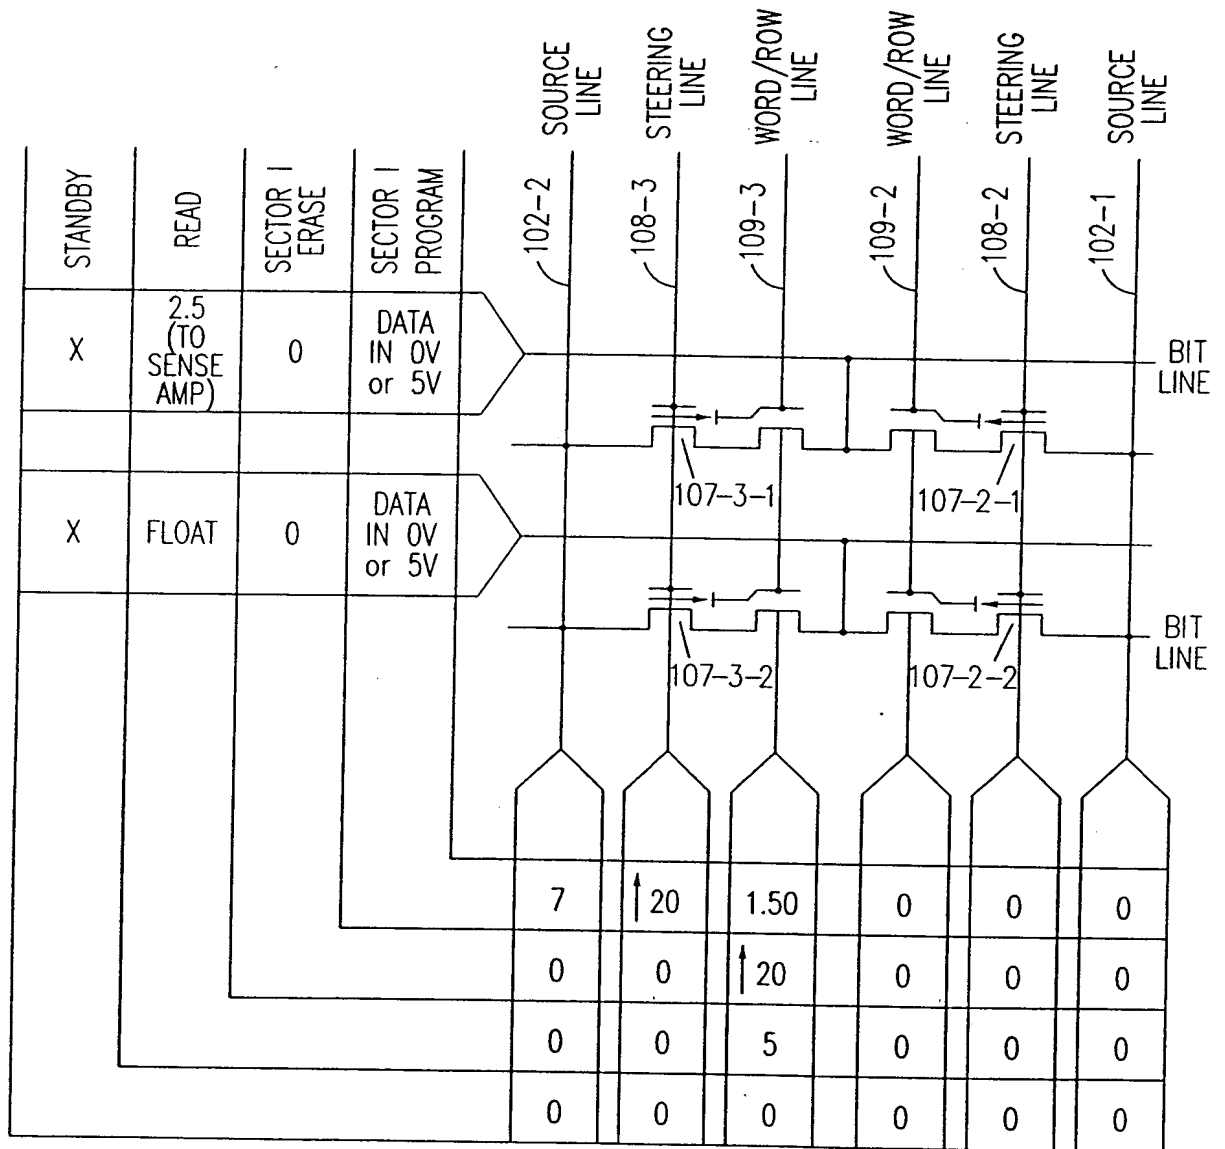 SOURCE
LINE
STEERING
LINE
WORD/ROW
LINE
WORD/ROW
LINE
STEERING
LINE
SOURCE
LINE
STANDBY
READ
SECTOR 1
ERASE
SECTOR 1
PROGRAM
102-2
108-3
109-3
109-2
108-2
102-1
X
2.5
(TO
SENSE
AMP)
0
DATA
IN 0V
or 5V
BIT
LINE
107-3-1
107-2-1
X
FLOAT
0
DATA
IN 0V
or 5V
BIT
LINE
107-3-2
107-2-2
7 ↑20 1.50 0 0 0
0 0 ↑20 0 0 0
0 0 5 0 0 0
0 0 0 0 0 0